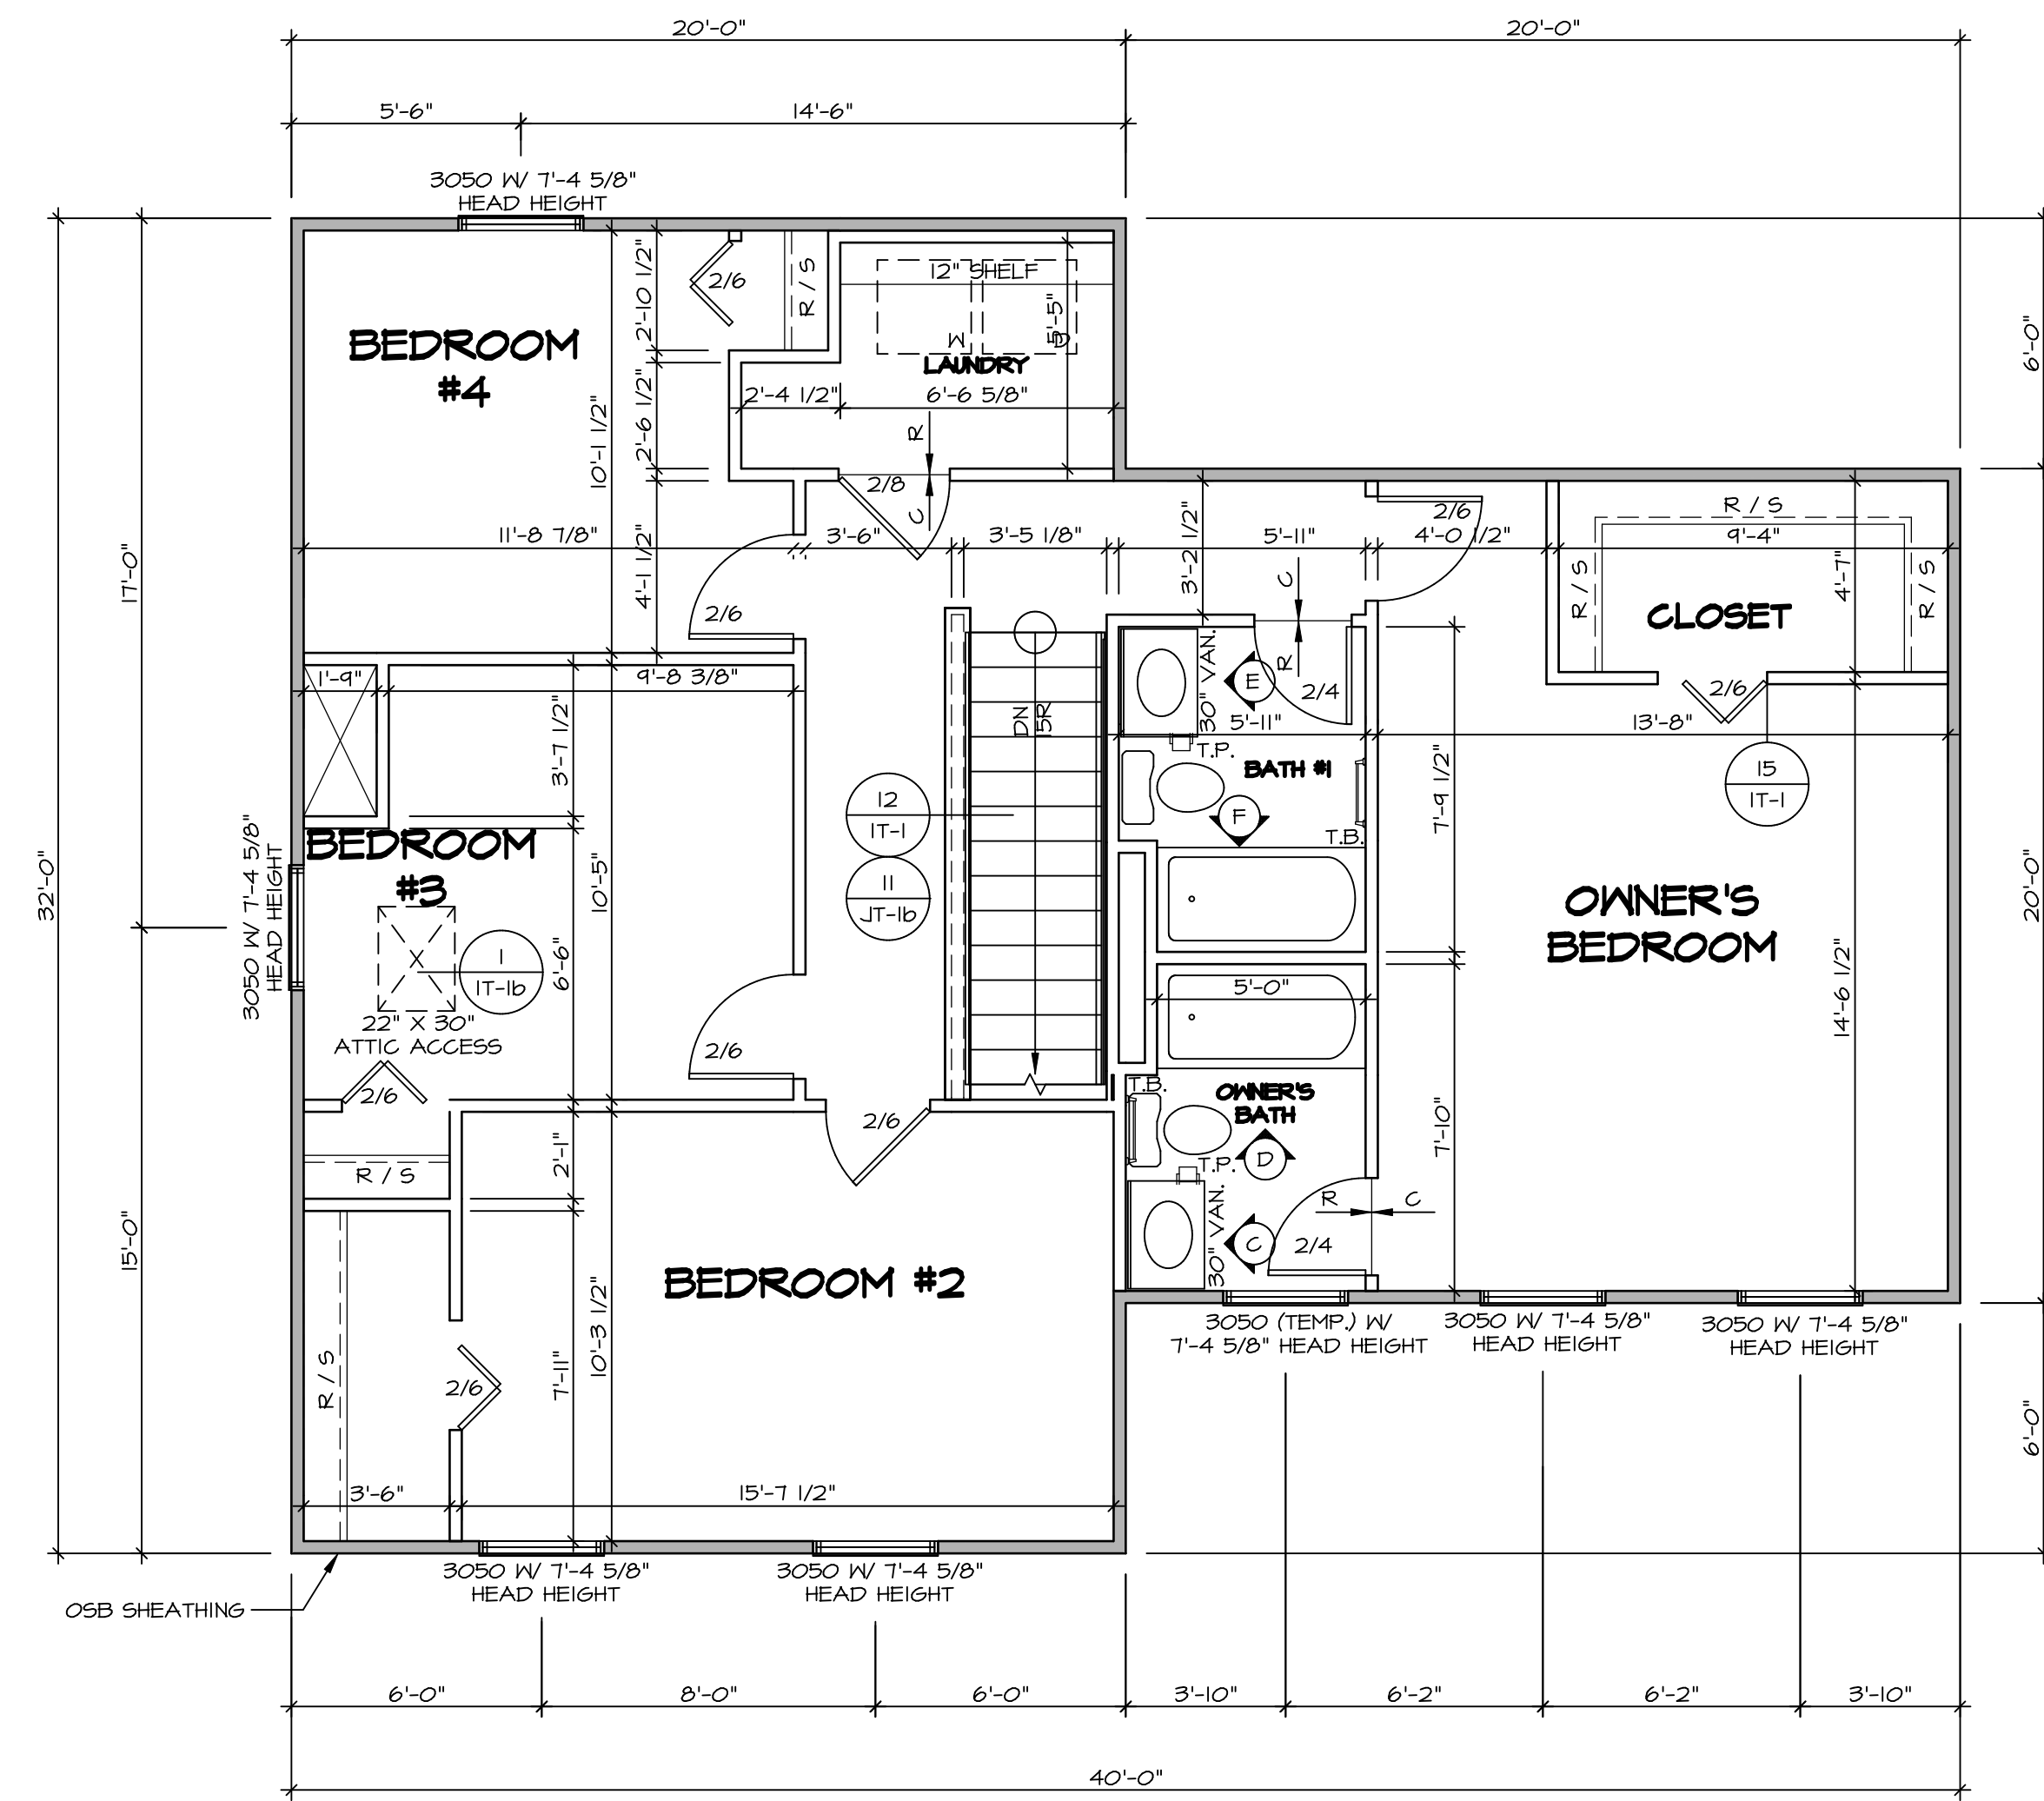 20'-0"
20'-0"
5'-6"
14'-6"
3050 W/ 7'-4 5/8"
HEAD HEIGHT
2/6
R / S
12" SHELF
W
D
5'-5"
LAUNDRY
2'-10 1/2"
BEDROOM
#4
2'-4 1/2"
6'-6 5/8"
2'-6 1/2"
10'-1 1/2"
R
2/8
C
6'-0"
11'-8 7/8"
3'-6"
3'-5 1/8"
3'-2 1/2"
5'-11"
2/6
4'-0 1/2"
R / S
9'-4"
R / S
4'-7"
R / S
CLOSET
17'-0"
4'-1 1/2"
2/6
C
R
1'-9"
9'-8 3/8"
DN
15R
30" VAN.
E
2/4
5'-11"
2/6
13'-8"
3'-7 1/2"
T.P.
BATH #1
7'-9 1/2"
15
1T-1
12
1T-1
F
T.B.
32'-0"
3050 W/ 7'-4 5/8"
HEAD HEIGHT
BEDROOM
#3
10'-5"
11
JT-1b
OWNER'S
BEDROOM
20'-0"
1
1T-1b
6'-6"
5'-0"
14'-6 1/2"
22" X 30"
ATTIC ACCESS
2/6
2/6
T.B.
OWNER'S
BATH
2/6
7'-10"
2'-1"
R / S
T.P.
D
R
C
15'-0"
30" VAN.
C
2/4
BEDROOM #2
3050 (TEMP.) W/
7'-4 5/8" HEAD HEIGHT
3050 W/ 7'-4 5/8"
HEAD HEIGHT
3050 W/ 7'-4 5/8"
HEAD HEIGHT
R / S
2/6
7'-11"
10'-3 1/2"
6'-0"
3'-6"
15'-7 1/2"
3050 W/ 7'-4 5/8"
HEAD HEIGHT
3050 W/ 7'-4 5/8"
HEAD HEIGHT
OSB SHEATHING
6'-0"
8'-0"
6'-0"
3'-10"
6'-2"
6'-2"
3'-10"
40'-0"